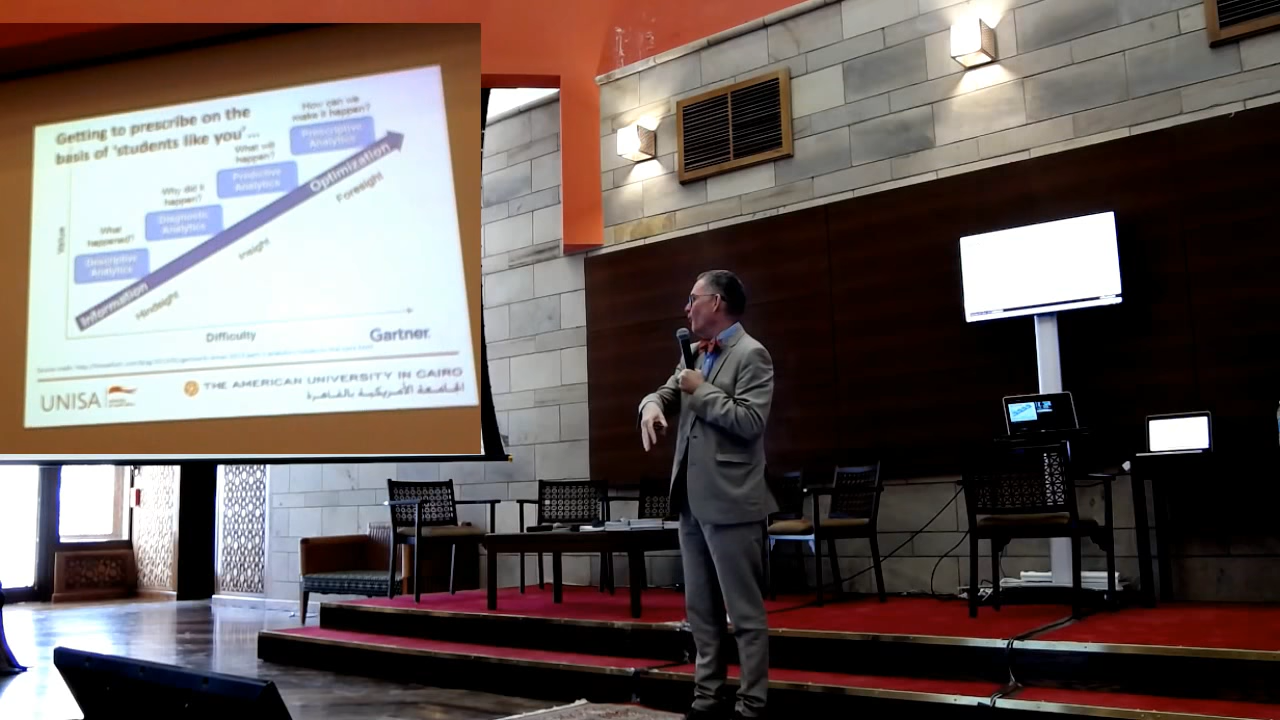 Getting to prescribe on the
basis of 'students like you'...
How can we
make it happen?
Prescriptive
Analytics
What will
happen?
Predictive
Analytics
Why did it
happen?
Diagnostic
Analytics
What
happened?
Descriptive
Analytics
Information
Optimization
Hindsight
Insight
Foresight
Value
Difficulty
Gartner
UNISA
THE AMERICAN UNIVERSITY IN CAIRO
الجامعة الأمريكية بالقاهرة